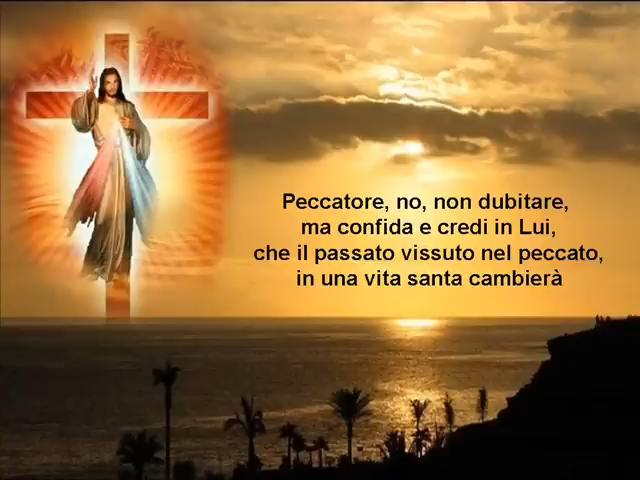 Peccatore, no, non dubitare,
ma confida e credi in Lui,
che il passato vissuto nel peccato,
in una vita santa cambierà